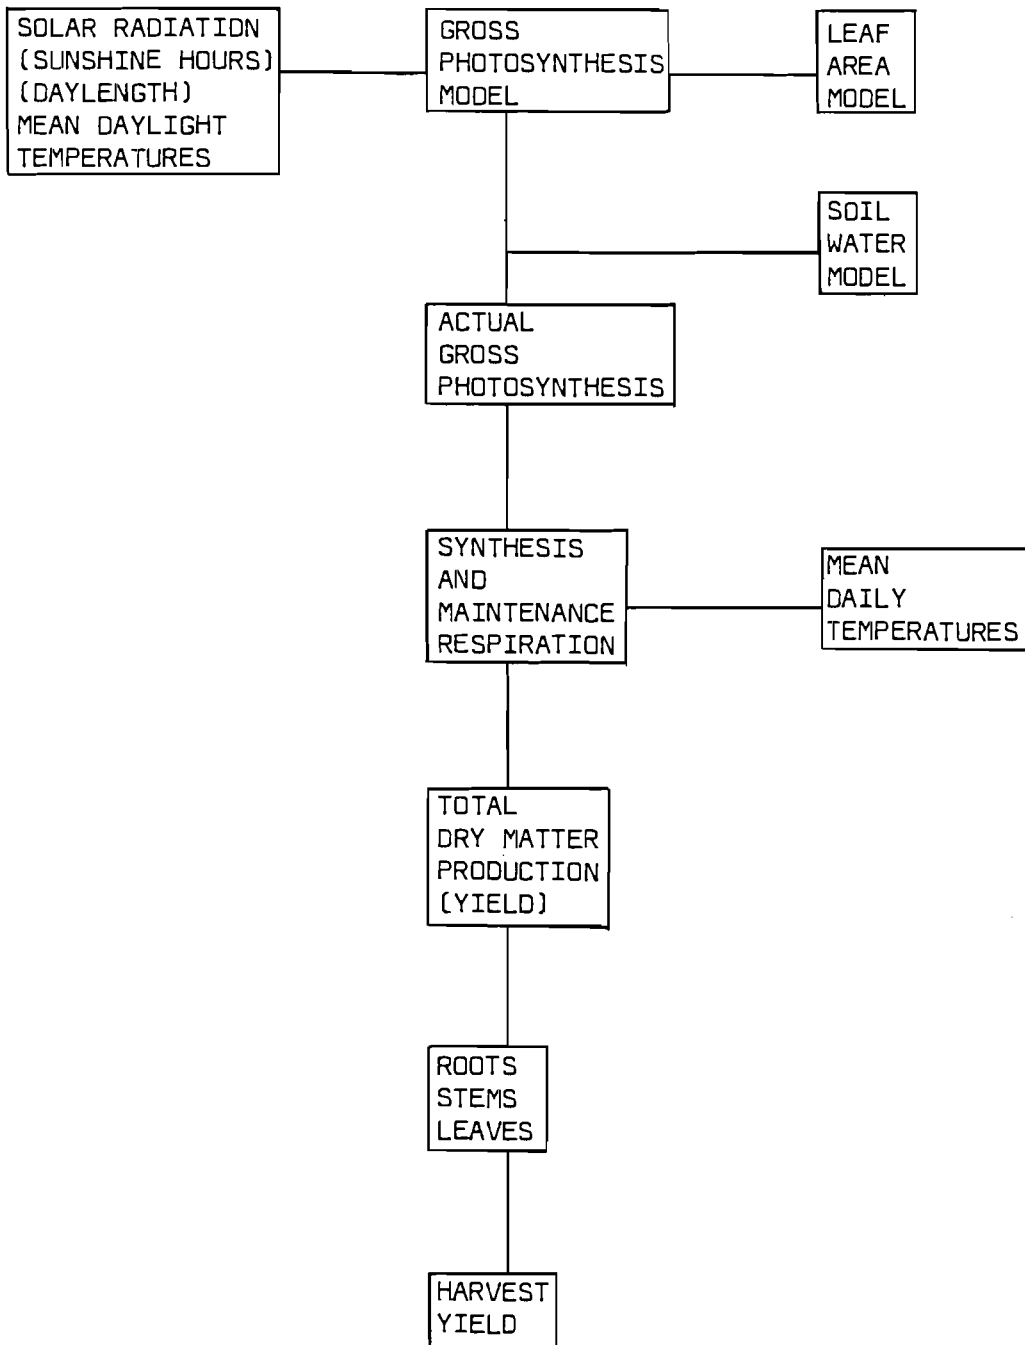 SOLAR RADIATION
(SUNSHINE HOURS)
(DAYLENGTH)
MEAN DAYLIGHT
TEMPERATURES
GROSS
PHOTOSYNTHESIS
MODEL
LEAF
AREA
MODEL
SOIL
WATER
MODEL
ACTUAL
GROSS
PHOTOSYNTHESIS
SYNTHESIS
AND
MAINTENANCE
RESPIRATION
MEAN
DAILY
TEMPERATURES
TOTAL
DRY MATTER
PRODUCTION
(YIELD)
ROOTS
STEMS
LEAVES
HARVEST
YIELD